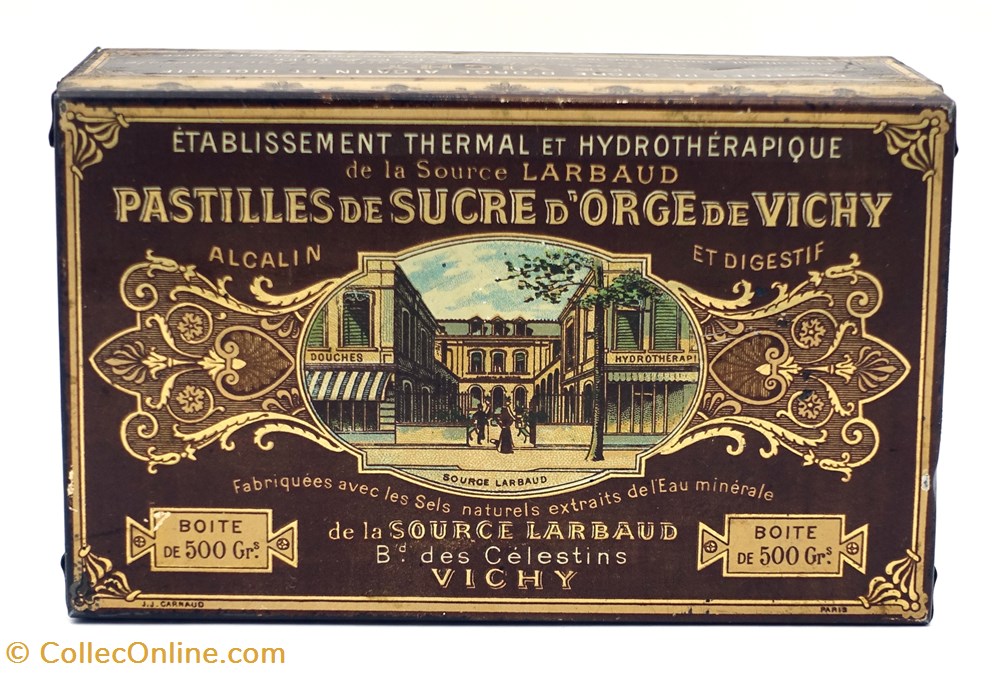 ÉTABLISSEMENT THERMAL ET HYDROTHÉRAPIQUE
de la Source LARBAUD
PASTILLES DE SUCRE D'ORGE DE VICHY
ALCALIN ET DIGESTIF
DOUCHES
HYDROTHÉRAPI
SOURCE LARBAUD
Fabriquées avec les Sels naturels extraits de l'Eau minérale
de la SOURCE LARBAUD
Bd. des Célestins
VICHY
BOITE
DE 500 Grs.
BOITE
DE 500 Grs.
J.J. CARNAUD
PARIS
© CollecOnline.com